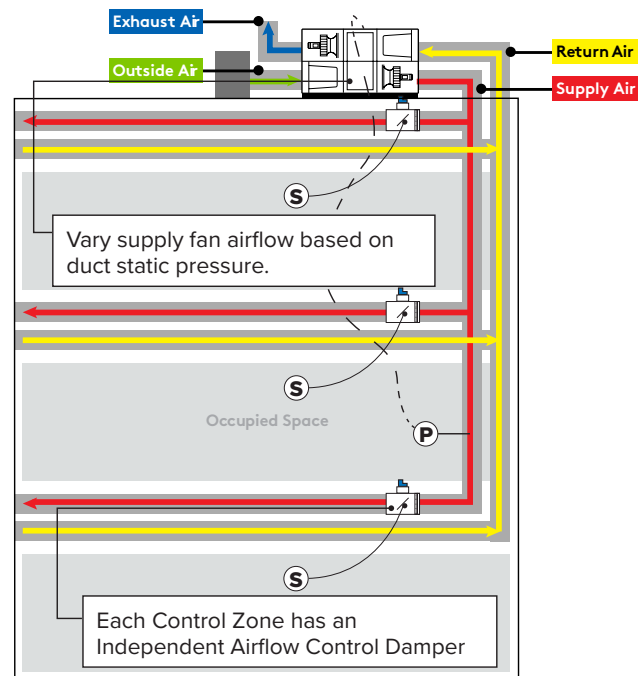 Exhaust Air
Return Air
Outside Air
Supply Air
S
Vary supply fan airflow based on
duct static pressure.
S
Occupied Space
P
S
Each Control Zone has an
Independent Airflow Control Damper